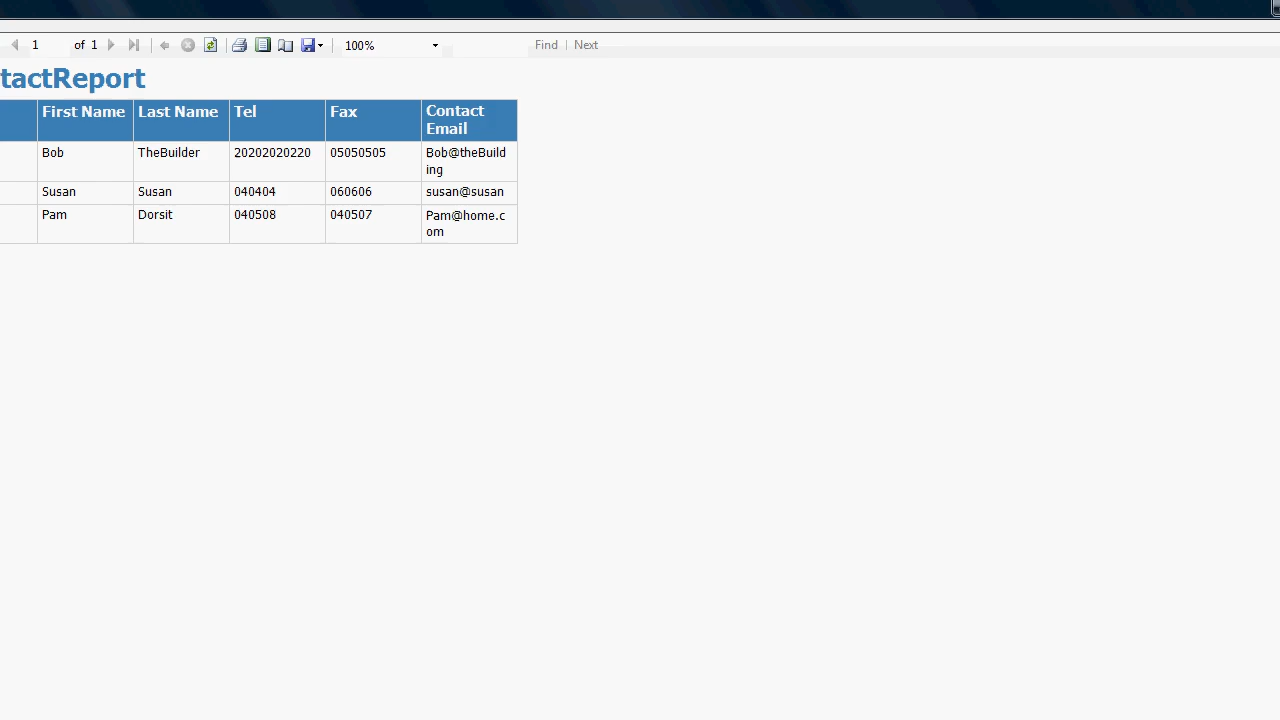 1 of 1 100% Find | Next
tactReport
First Name Last Name Tel Fax Contact Email
Bob TheBuilder 20202020220 05050505 Bob@theBuild
ing
Susan Susan 040404 060606 susan@susan
Pam Dorsit 040508 040507 Pam@home.c
om